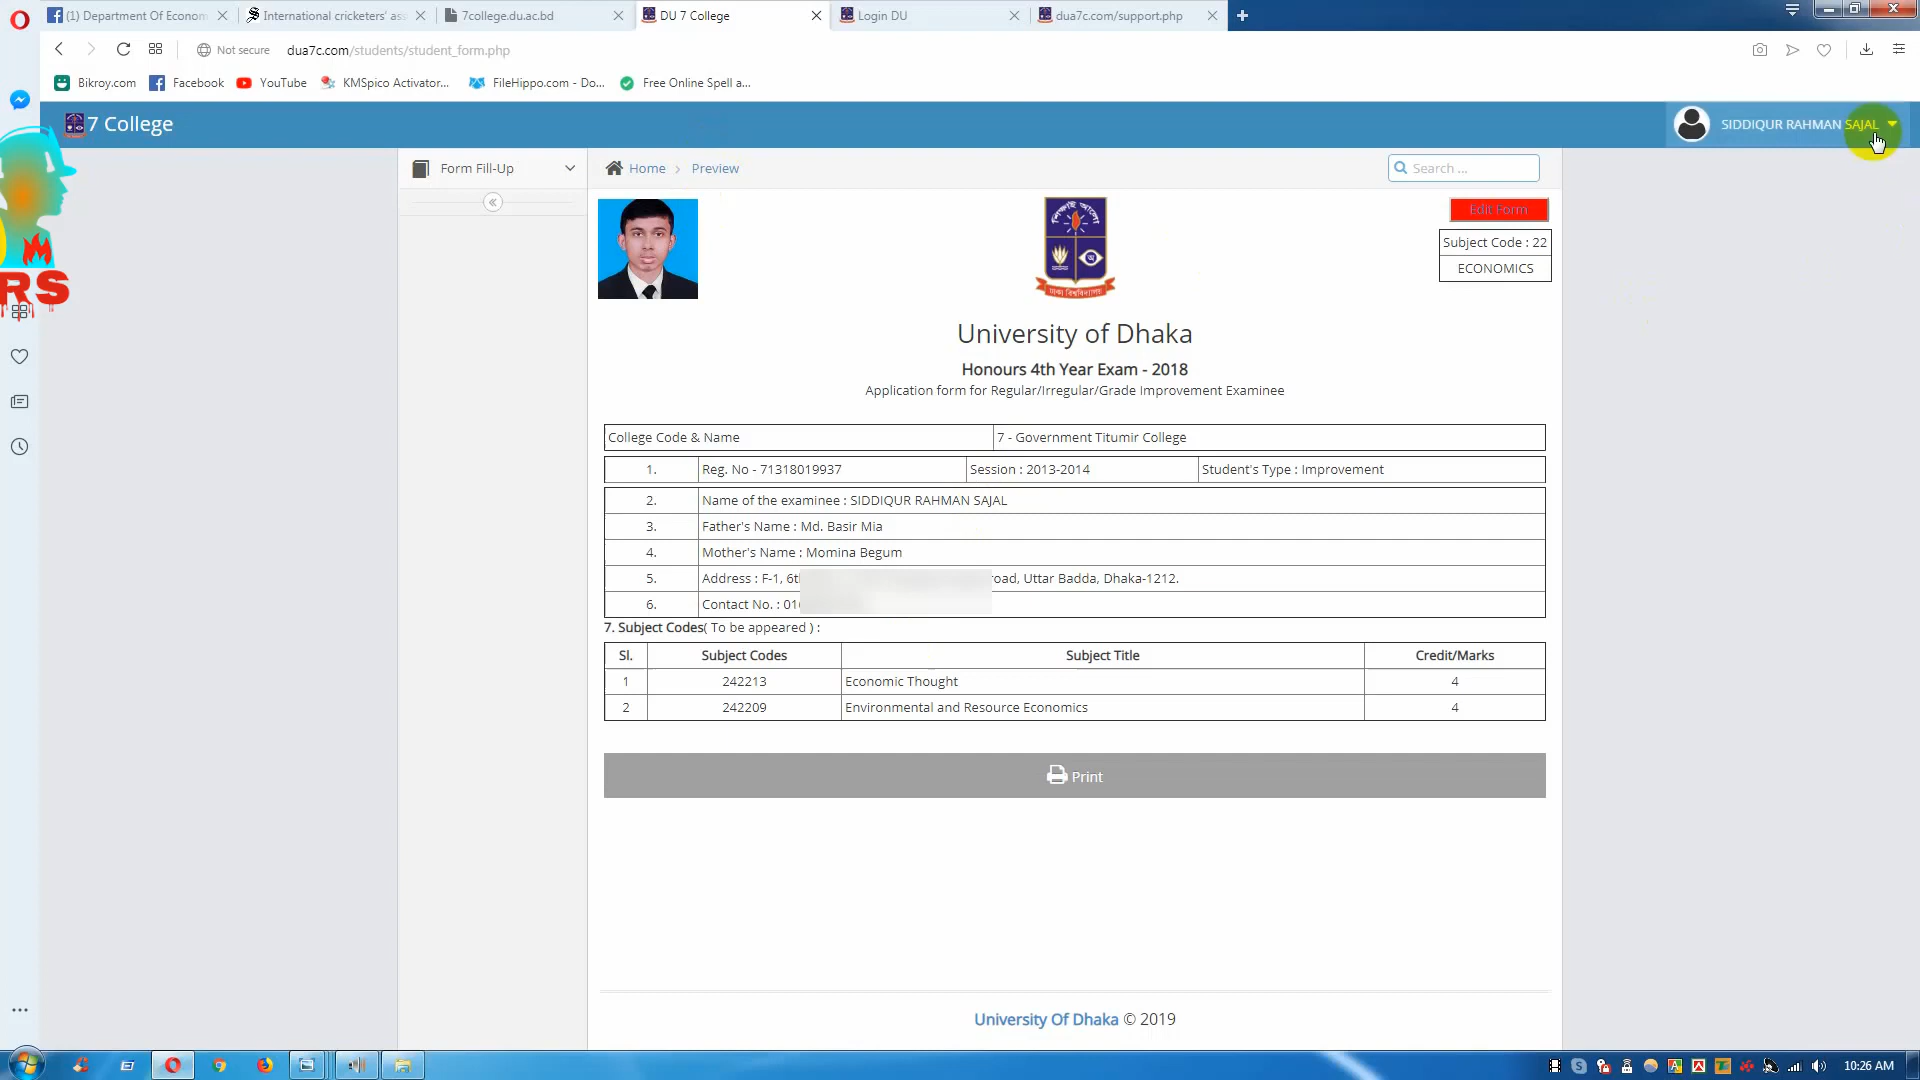 (1) Department Of Econom
International cricketers' ass
7college.du.ac.bd
DU 7 College
Login DU
dua7c.com/support.php
Not secure
dua7c.com/students/student_form.php
Bikroy.com
Facebook
YouTube
KMSpico Activator...
FileHippo.com - Do...
Free Online Spell a...
7 College
SIDDIQUR RAHMAN SAJAL
Form Fill-Up
Home
Preview
Search ...
RS
শিক্ষাই আলো
ঢাকা বিশ্ববিদ্যালয়
Edit Form
Subject Code : 22
ECONOMICS
University of Dhaka
Honours 4th Year Exam - 2018
Application form for Regular/Irregular/Grade Improvement Examinee
College Code & Name
7 - Government Titumir College
1. Reg. No - 71318019937 Session : 2013-2014 Student's Type : Improvement
2. Name of the examinee : SIDDIQUR RAHMAN SAJAL
3. Father's Name : Md. Basir Mia
4. Mother's Name : Momina Begum
5. Address : F-1, 6t road, Uttar Badda, Dhaka-1212.
6. Contact No. : 01
7. Subject Codes( To be appeared ) :
Sl. Subject Codes Subject Title Credit/Marks
1 242213 Economic Thought 4
2 242209 Environmental and Resource Economics 4
Print
University Of Dhaka © 2019
10:26 AM